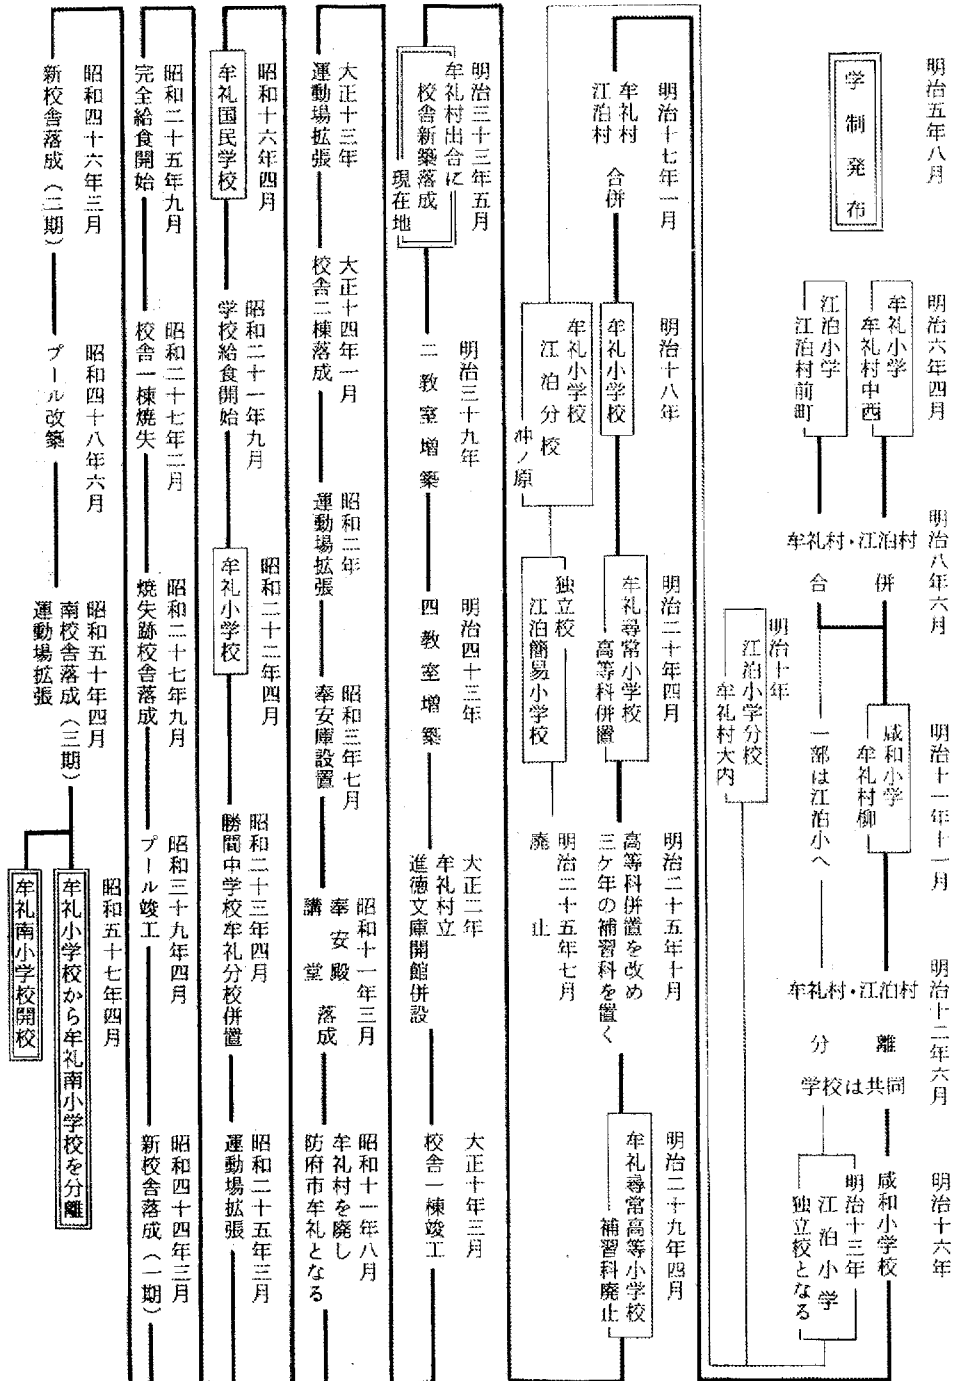 明治五年八月
学制発布
明治六年四月
牟礼小学
牟礼村中西
江泊小学
江泊村前町
明治八年六月
牟礼村・江泊村
合併
一部は江泊小へ
明治十年
江泊小学分校
牟礼村大内
明治十一年十一月
咸和小学
牟礼村柳
明治十二年六月
牟礼村・江泊村
分離
学校は共同
明治十六年
咸和小学校
明治十三年
江泊小学
独立校となる
明治十七年一月
牟礼村
江泊村
合併
明治十八年
牟礼小学校
牟礼小学校
江泊分校
沖ノ原
明治二十年四月
牟礼尋常小学校
高等科併置
独立校
江泊簡易小学校
明治二十五年十月
高等科併置を改め
三ケ年の補習科を置く
明治二十五年七月
廃止
明治二十九年四月
牟礼尋常高等小学校
補習科廃止
明治三十三年五月
牟礼村出合に
校舎新築落成
現在地
明治三十九年
二教室増築
明治四十三年
四教室増築
大正二年
牟礼村立
進徳文庫開館併設
大正十年三月
校舎一棟竣工
大正十三年
運動場拡張
大正十四年一月
校舎二棟落成
昭和二年
運動場拡張
昭和三年七月
奉安庫設置
昭和十一年三月
奉安殿
講堂
落成
昭和十一年八月
牟礼村を廃し
防府市牟礼となる
昭和十六年四月
牟礼国民学校
昭和二十一年九月
学校給食開始
昭和二十二年四月
牟礼小学校
昭和二十三年四月
勝間中学校牟礼分校併置
昭和二十五年三月
運動場拡張
昭和二十五年九月
完全給食開始
昭和二十七年二月
校舎一棟焼失
昭和二十七年九月
焼失跡校舎落成
昭和三十九年四月
プール竣工
昭和四十四年三月
新校舎落成（一期）
昭和四十六年三月
新校舎落成（二期）
昭和四十八年六月
プール改築
昭和五十年四月
南校舎落成（三期）
運動場拡張
昭和五十七年四月
牟礼小学校から牟礼南小学校を分離
牟礼南小学校開校